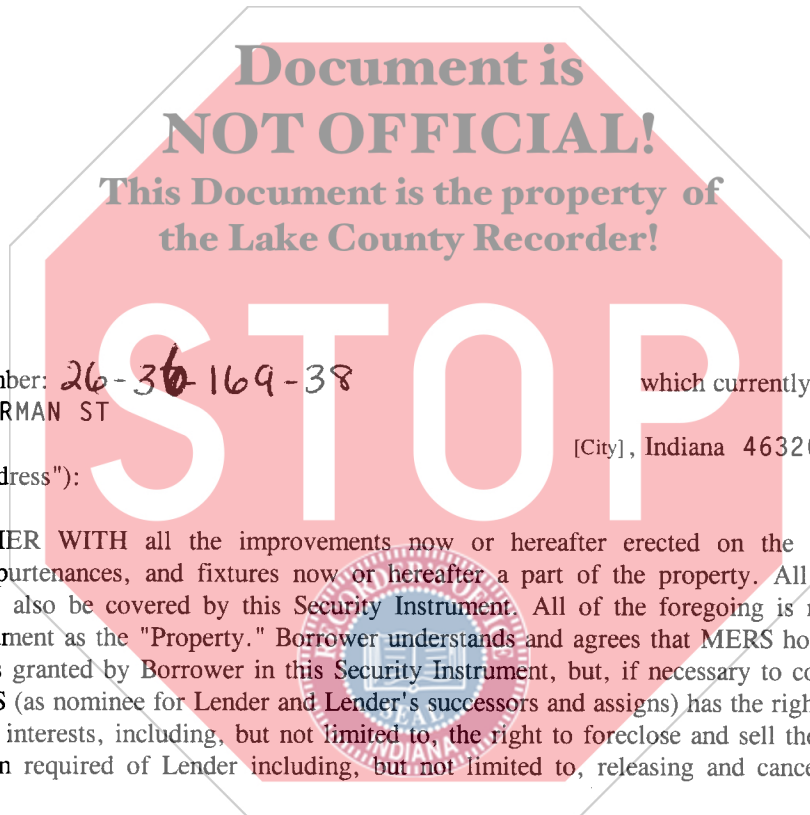 Document is
NOT OFFICIAL!
This Document is the property of
the Lake County Recorder!
STOP
nber: 26-36-169-38 which currently
RMAN ST
[City], Indiana 4632
dress"):
IER WITH all the improvements now or hereafter erected on the
purtenances, and fixtures now or hereafter a part of the property. All
also be covered by this Security Instrument. All of the foregoing is
ment as the "Property." Borrower understands and agrees that MERS ho
s granted by Borrower in this Security Instrument, but, if necessary to co
S (as nominee for Lender and Lender's successors and assigns) has the righ
interests, including, but not limited to, the right to foreclose and sell the
n required of Lender including, but not limited to, releasing and cance
RECORDER'S OFFICE
SEAL
INDIANA